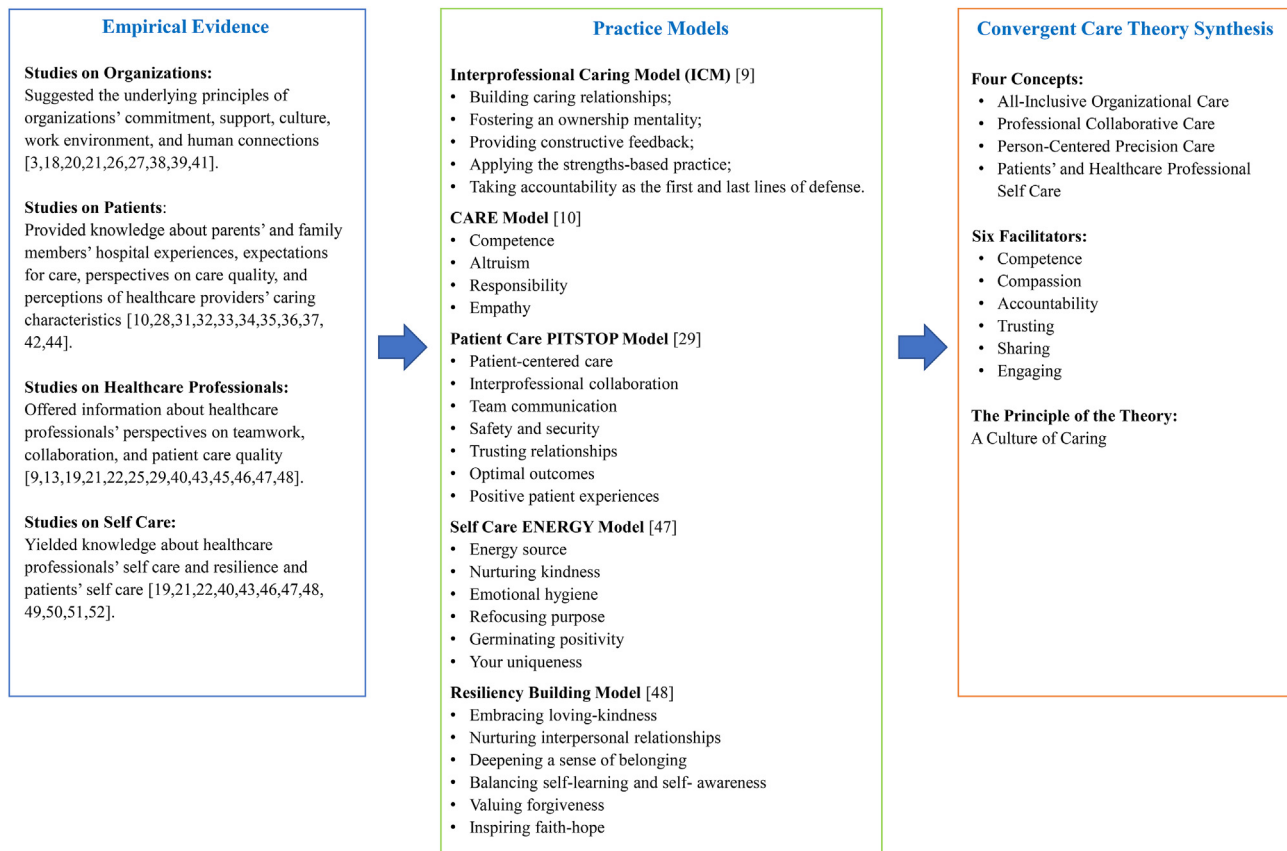 Empirical Evidence
Studies on Organizations:
Suggested the underlying principles of
organizations’ commitment, support, culture,
work environment, and human connections
[3,18,20,21,26,27,38,39,41].
Studies on Patients:
Provided knowledge about parents’ and family
members’ hospital experiences, expectations
for care, perspectives on care quality, and
perceptions of healthcare providers’ caring
characteristics [10,28,31,32,33,34,35,36,37,
42,44].
Studies on Healthcare Professionals:
Offered information about healthcare
professionals’ perspectives on teamwork,
collaboration, and patient care quality
[9,13,19,21,22,25,29,40,43,45,46,47,48].
Studies on Self Care:
Yielded knowledge about healthcare
professionals’ self care and resilience and
patients’ self care [19,21,22,40,43,46,47,48,
49,50,51,52].
Practice Models
Interprofessional Caring Model (ICM) [9]
• Building caring relationships;
• Fostering an ownership mentality;
• Providing constructive feedback;
• Applying the strengths-based practice;
• Taking accountability as the first and last lines of defense.
CARE Model [10]
• Competence
• Altruism
• Responsibility
• Empathy
Patient Care PITSTOP Model [29]
• Patient-centered care
• Interprofessional collaboration
• Team communication
• Safety and security
• Trusting relationships
• Optimal outcomes
• Positive patient experiences
Self Care ENERGY Model [47]
• Energy source
• Nurturing kindness
• Emotional hygiene
• Refocusing purpose
• Germinating positivity
• Your uniqueness
Resiliency Building Model [48]
• Embracing loving-kindness
• Nurturing interpersonal relationships
• Deepening a sense of belonging
• Balancing self-learning and self- awareness
• Valuing forgiveness
• Inspiring faith-hope
Convergent Care Theory Synthesis
Four Concepts:
• All-Inclusive Organizational Care
• Professional Collaborative Care
• Person-Centered Precision Care
• Patients’ and Healthcare Professional
Self Care
Six Facilitators:
• Competence
• Compassion
• Accountability
• Trusting
• Sharing
• Engaging
The Principle of the Theory:
A Culture of Caring